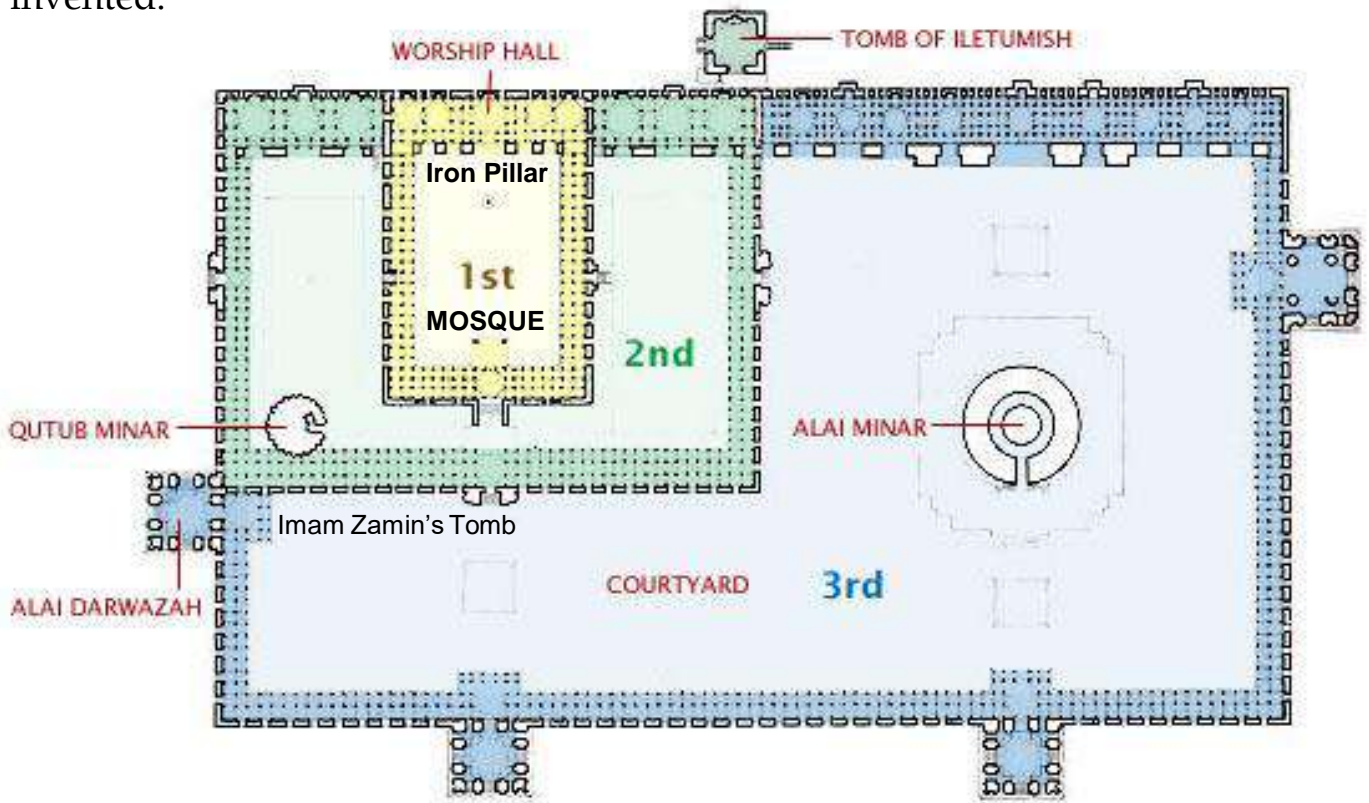 invented.
TOMB OF ILETUMISH
WORSHIP HALL
Iron Pillar
1st
MOSQUE
2nd
QUTUB MINAR
ALAI MINAR
Imam Zamin’s Tomb
COURTYARD
3rd
ALAI DARWAZAH